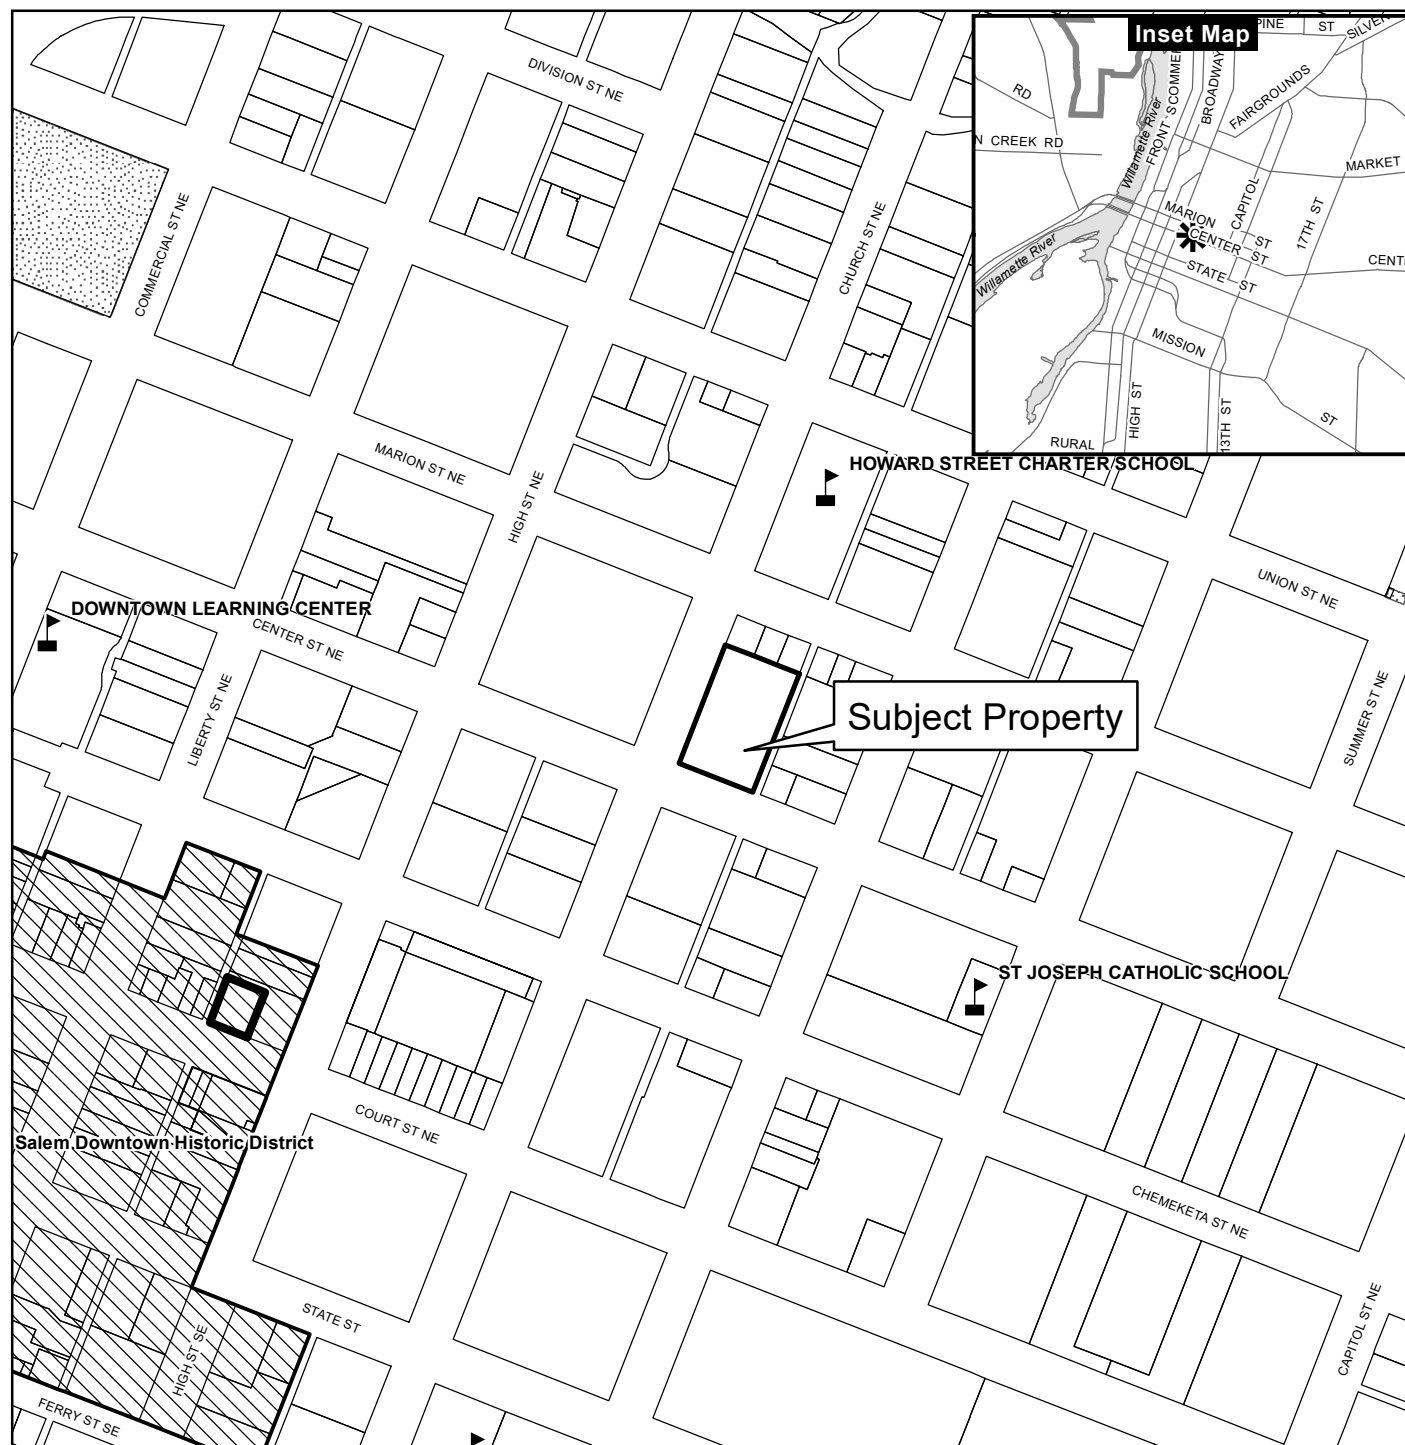 Inset Map
PINE ST
SILVER
RD
FRONT ST
COMMER
BROADWAY
FAIRGROUNDS
N CREEK RD
Willamette River
MARKET
MARION ST
CAPITOL
17TH ST
CENTER ST
CENT
Willamette River
STATE ST
MISSION ST
HIGH ST
13TH ST
RURAL
DIVISION ST NE
COMMERCIAL ST NE
CHURCH ST NE
MARION ST NE
HIGH ST NE
HOWARD STREET CHARTER SCHOOL
UNION ST NE
DOWNTOWN LEARNING CENTER
CENTER ST NE
LIBERTY ST NE
Subject Property
SUMMER ST NE
ST JOSEPH CATHOLIC SCHOOL
COURT ST NE
Salem Downtown Historic District
CHEMEKETA ST NE
STATE ST
HIGH ST SE
CAPITOL ST NE
FERRY ST SE